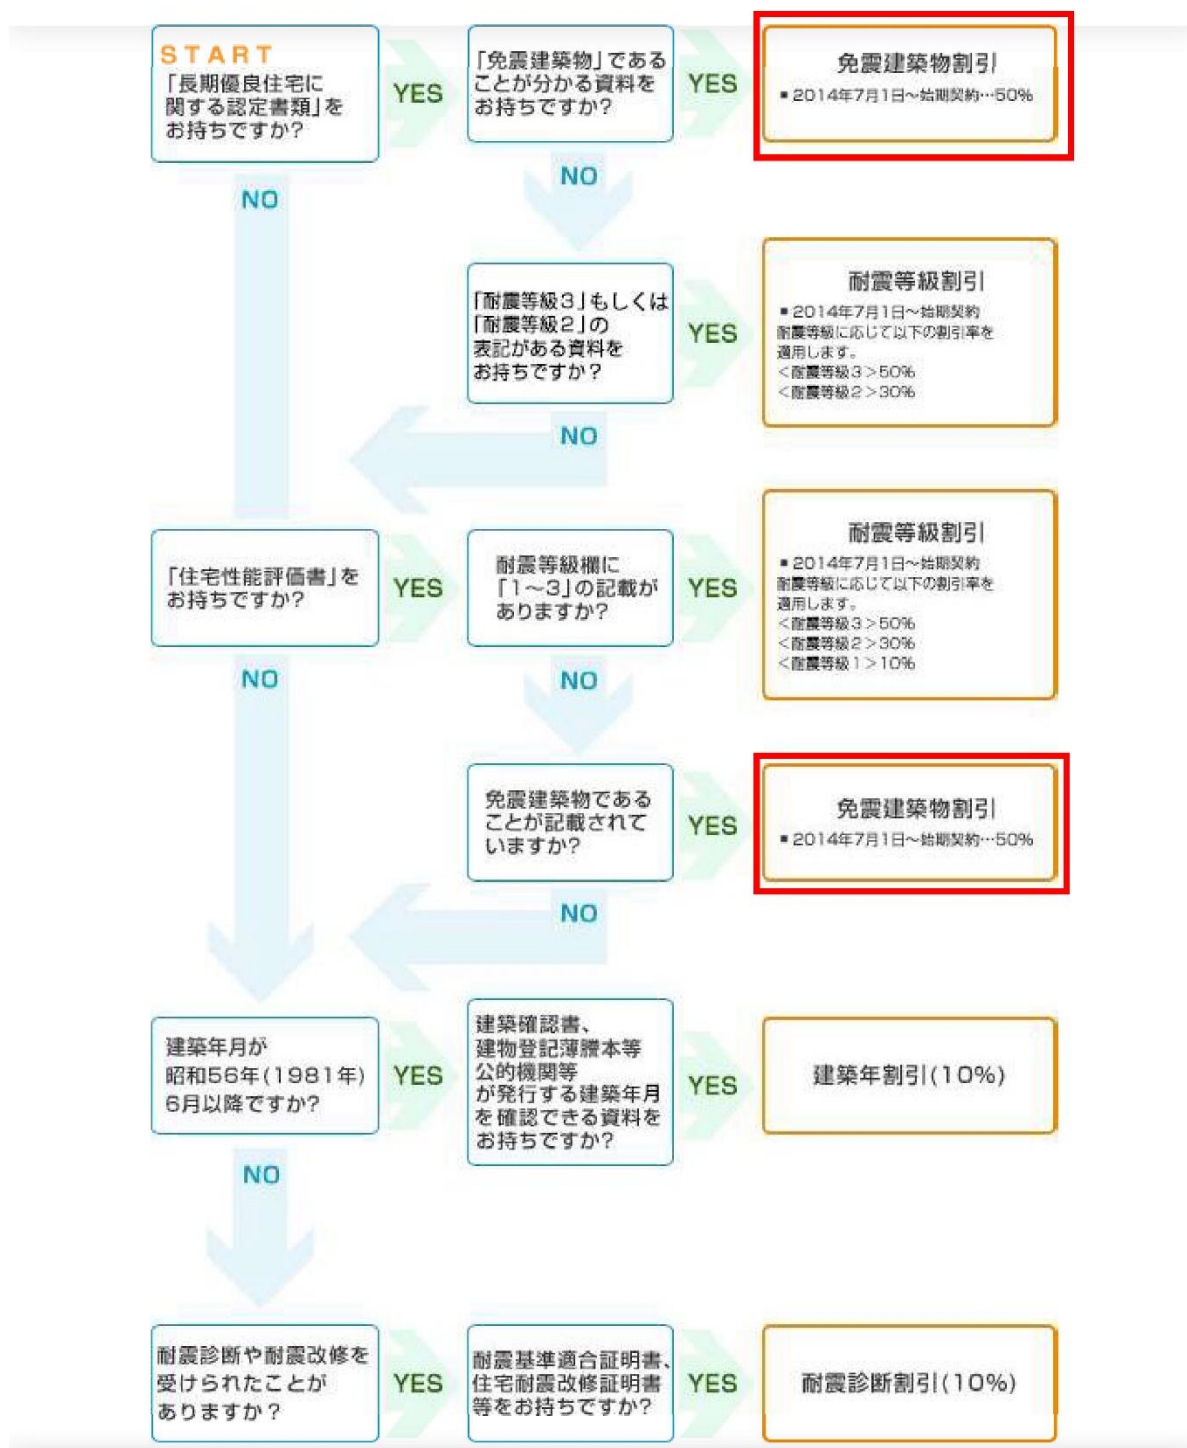 START
「長期優良住宅に
関する認定書類」を
お持ちですか?
YES
「免震建築物」である
ことが分かる資料を
お持ちですか?
YES
免震建築物割引
■2014年7月1日～始期契約…50%
NO
NO
「耐震等級3」もしくは
「耐震等級2」の
表記がある資料を
お持ちですか?
YES
耐震等級割引
■2014年7月1日～始期契約
耐震等級に応じて以下の割引率を
適用します。
<耐震等級3>50%
<耐震等級2>30%
NO
「住宅性能評価書」を
お持ちですか?
YES
耐震等級欄に
「1～3」の記載が
ありますか?
YES
耐震等級割引
■2014年7月1日～始期契約
耐震等級に応じて以下の割引率を
適用します。
<耐震等級3>50%
<耐震等級2>30%
<耐震等級1>10%
NO
NO
免震建築物である
ことが記載されて
いますか?
YES
免震建築物割引
■2014年7月1日～始期契約…50%
NO
建築年月が
昭和56年(1981年)
6月以降ですか?
YES
建築確認書、
建物登記薄謄本等
公的機関等
が発行する建築年月
を確認できる資料を
お持ちですか?
YES
建築年割引(10%)
NO
耐震診断や耐震改修を
受けられたことが
ありますか?
YES
耐震基準適合証明書、
住宅耐震改修証明書
等をお持ちですか?
YES
耐震診断割引(10%)